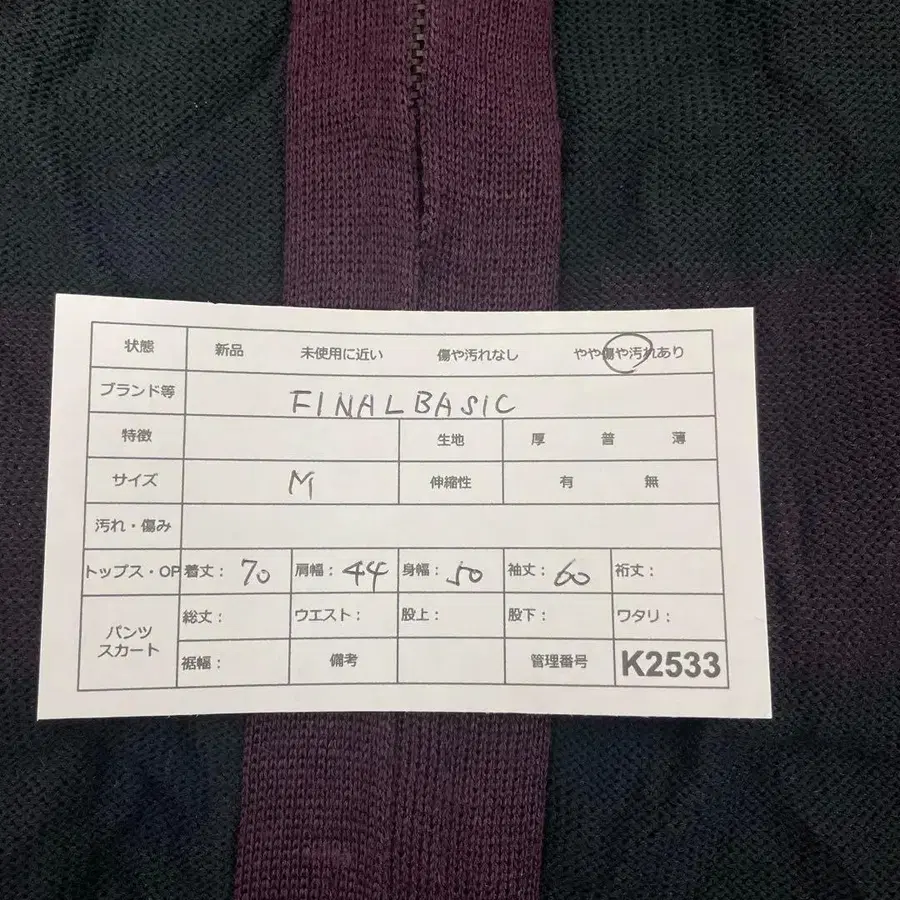 状態 新品 未使用に近い 傷や汚れなし やや傷や汚れあり
ブランド等 FINAL BASIC
特徴 生地 厚 普 薄
サイズ M 伸縮性 有 無
汚れ・傷み
トップス・OP 着丈： 70 肩幅： 44 身幅： 50 袖丈： 60 裄丈：
パンツ
スカート
総丈： ウエスト： 股上： 股下： ワタリ：
裾幅： 備考 管理番号 K2533